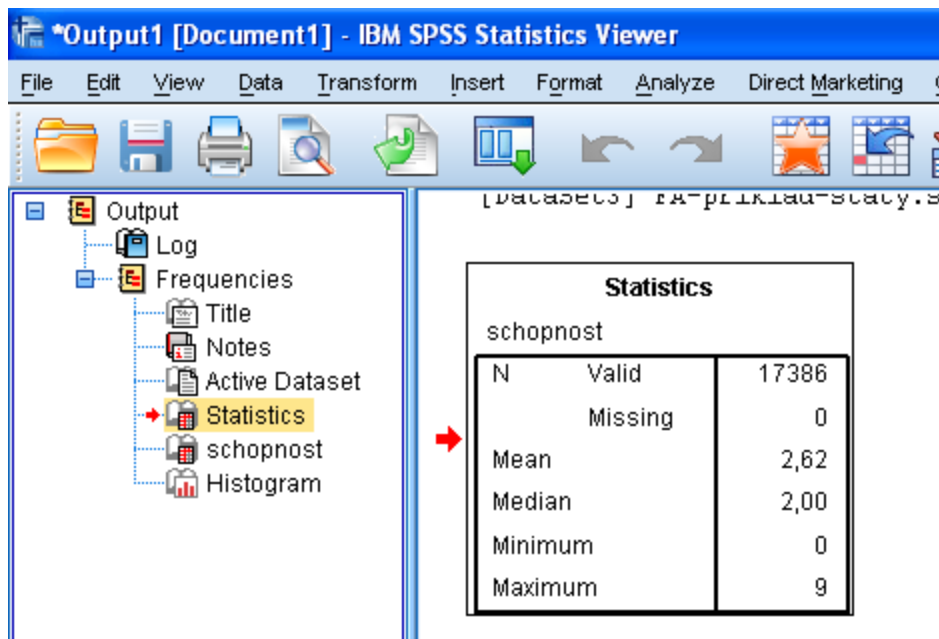 *Output1 [Document1] - IBM SPSS Statistics Viewer
File Edit View Data Transform Insert Format Analyze Direct Marketing
Output
Log
Frequencies
Title
Notes
Active Dataset
Statistics
schopnost
Histogram
Statistics
schopnost
N Valid 17386
Missing 0
Mean 2,62
Median 2,00
Minimum 0
Maximum 9